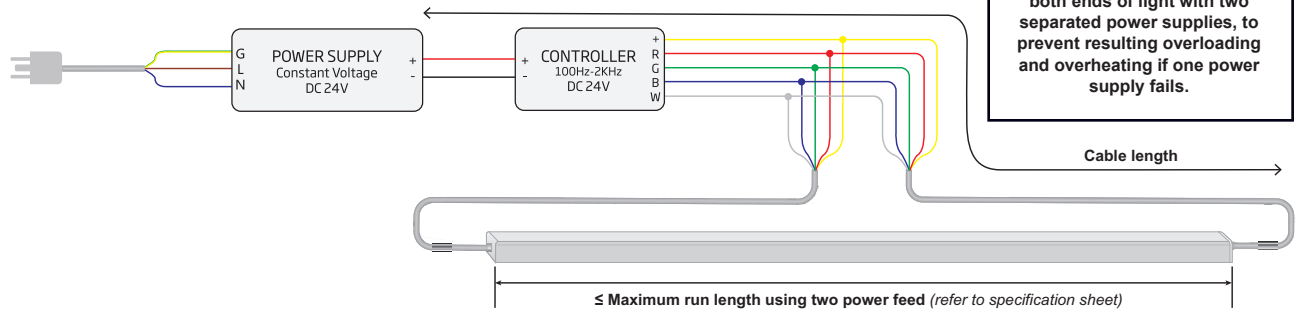 both ends of light with two
separated power supplies, to
prevent resulting overloading
and overheating if one power
supply fails.
G
L
N
POWER SUPPLY
Constant Voltage
DC 24V
+
-
+
-
CONTROLLER
100Hz-2KHz
DC 24V
+
R
G
B
W
Cable length
≤ Maximum run length using two power feed (refer to specification sheet)